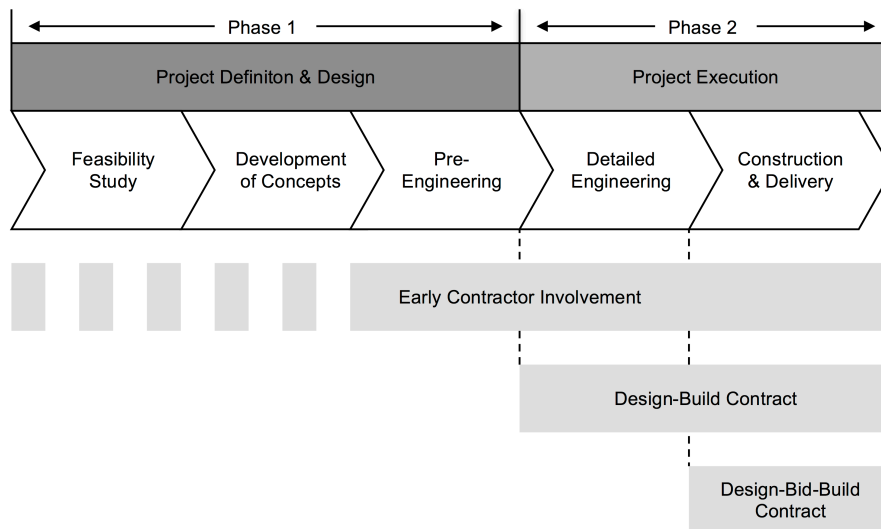 Phase 1
Phase 2
Project Definiton & Design
Project Execution
Feasibility
Study
Development
of Concepts
Pre-
Engineering
Detailed
Engineering
Construction
& Delivery
Early Contractor Involvement
Design-Build Contract
Design-Bid-Build
Contract